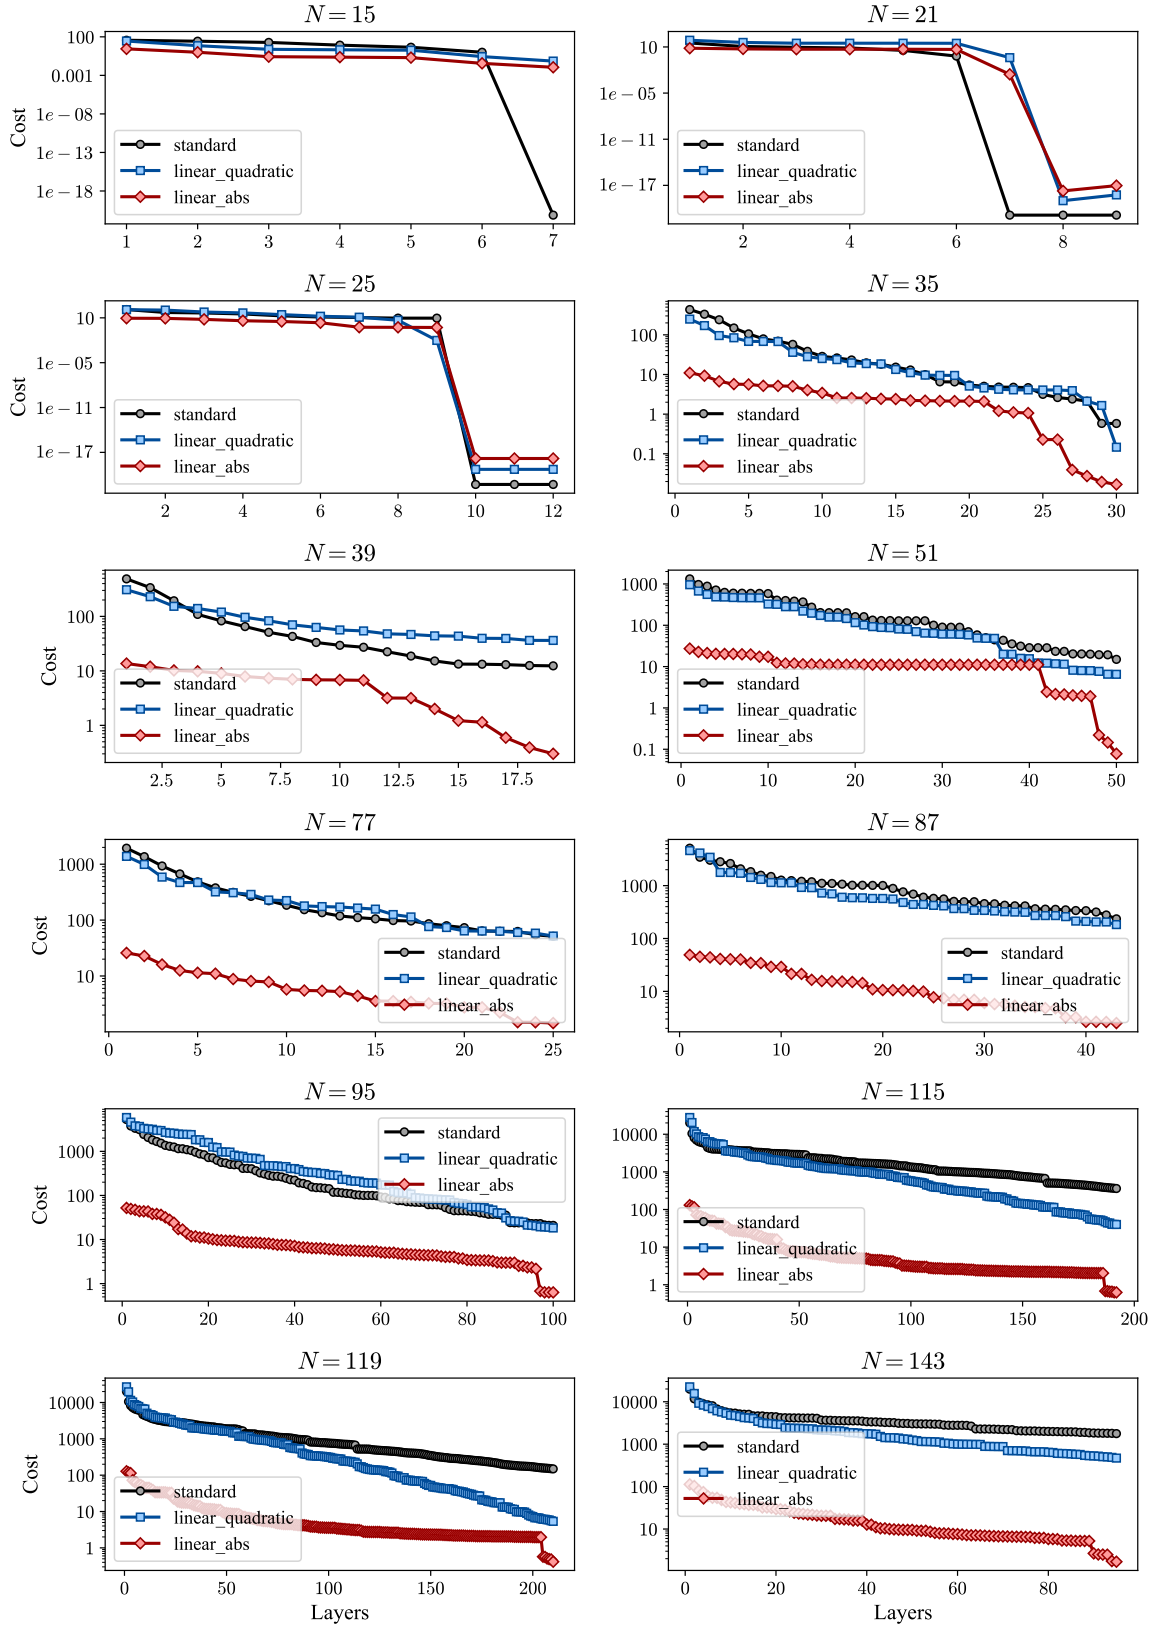 N = 15
Cost
100
0.001
1e − 08
1e − 13
1e − 18
standard
linear_quadratic
linear_abs
1 2 3 4 5 6 7
N = 21
10
1e − 05
1e − 11
1e − 17
standard
linear_quadratic
linear_abs
2 4 6 8
N = 25
Cost
10
1e − 05
1e − 11
1e − 17
standard
linear_quadratic
linear_abs
2 4 6 8 10 12
N = 35
100
10
1
0.1
standard
linear_quadratic
linear_abs
0 5 10 15 20 25 30
N = 39
Cost
100
10
1
standard
linear_quadratic
linear_abs
2.5 5 7.5 10 12.5 15 17.5
N = 51
1000
100
10
1
0.1
standard
linear_quadratic
linear_abs
0 10 20 30 40 50
N = 77
Cost
1000
100
10
standard
linear_quadratic
linear_abs
0 5 10 15 20 25
N = 87
1000
100
10
standard
linear_quadratic
linear_abs
0 10 20 30 40
N = 95
Cost
1000
100
10
1
standard
linear_quadratic
linear_abs
0 20 40 60 80 100
N = 115
10000
1000
100
10
1
standard
linear_quadratic
linear_abs
0 50 100 150 200
N = 119
Cost
10000
1000
100
10
1
standard
linear_quadratic
linear_abs
0 50 100 150 200
Layers
N = 143
10000
1000
100
10
standard
linear_quadratic
linear_abs
0 20 40 60 80
Layers